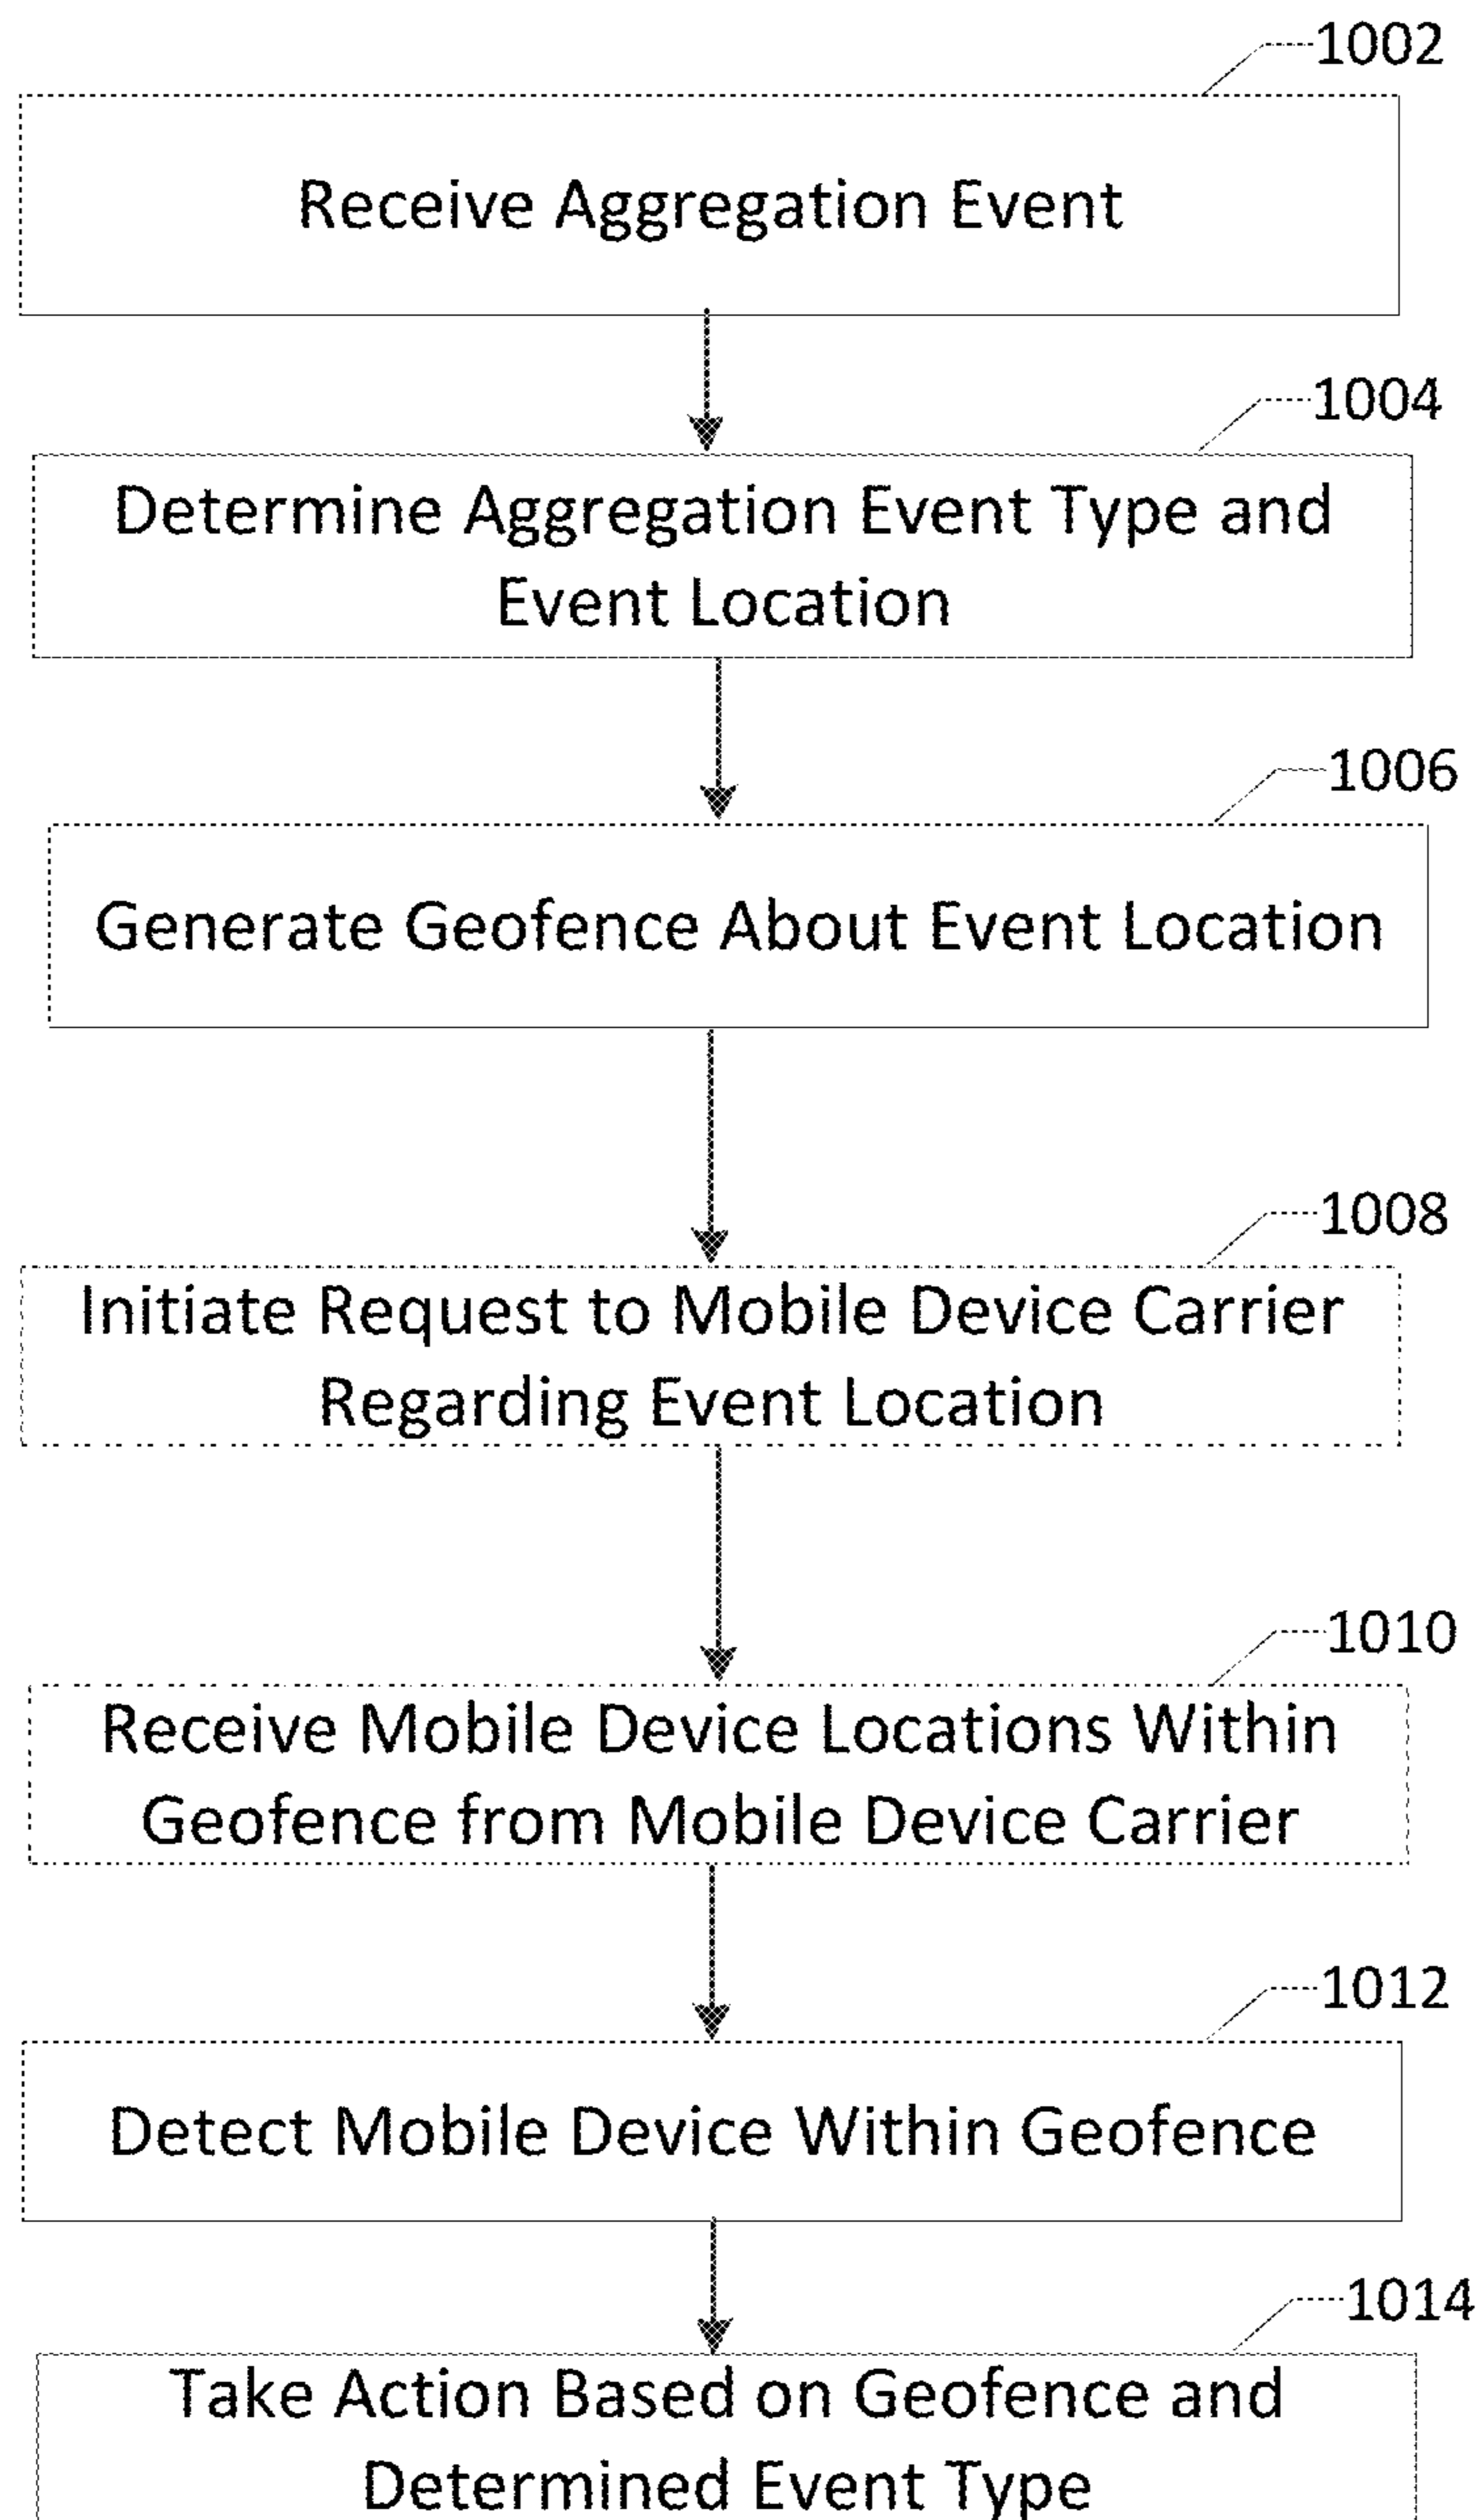 1002
Receive Aggregation Event
1004
Determine Aggregation Event Type and
Event Location
1006
Generate Geofence About Event Location
1008
Initiate Request to Mobile Device Carrier
Regarding Event Location
1010
Receive Mobile Device Locations Within
Geofence from Mobile Device Carrier
1012
Detect Mobile Device Within Geofence
1014
Take Action Based on Geofence and
Determined Event Type